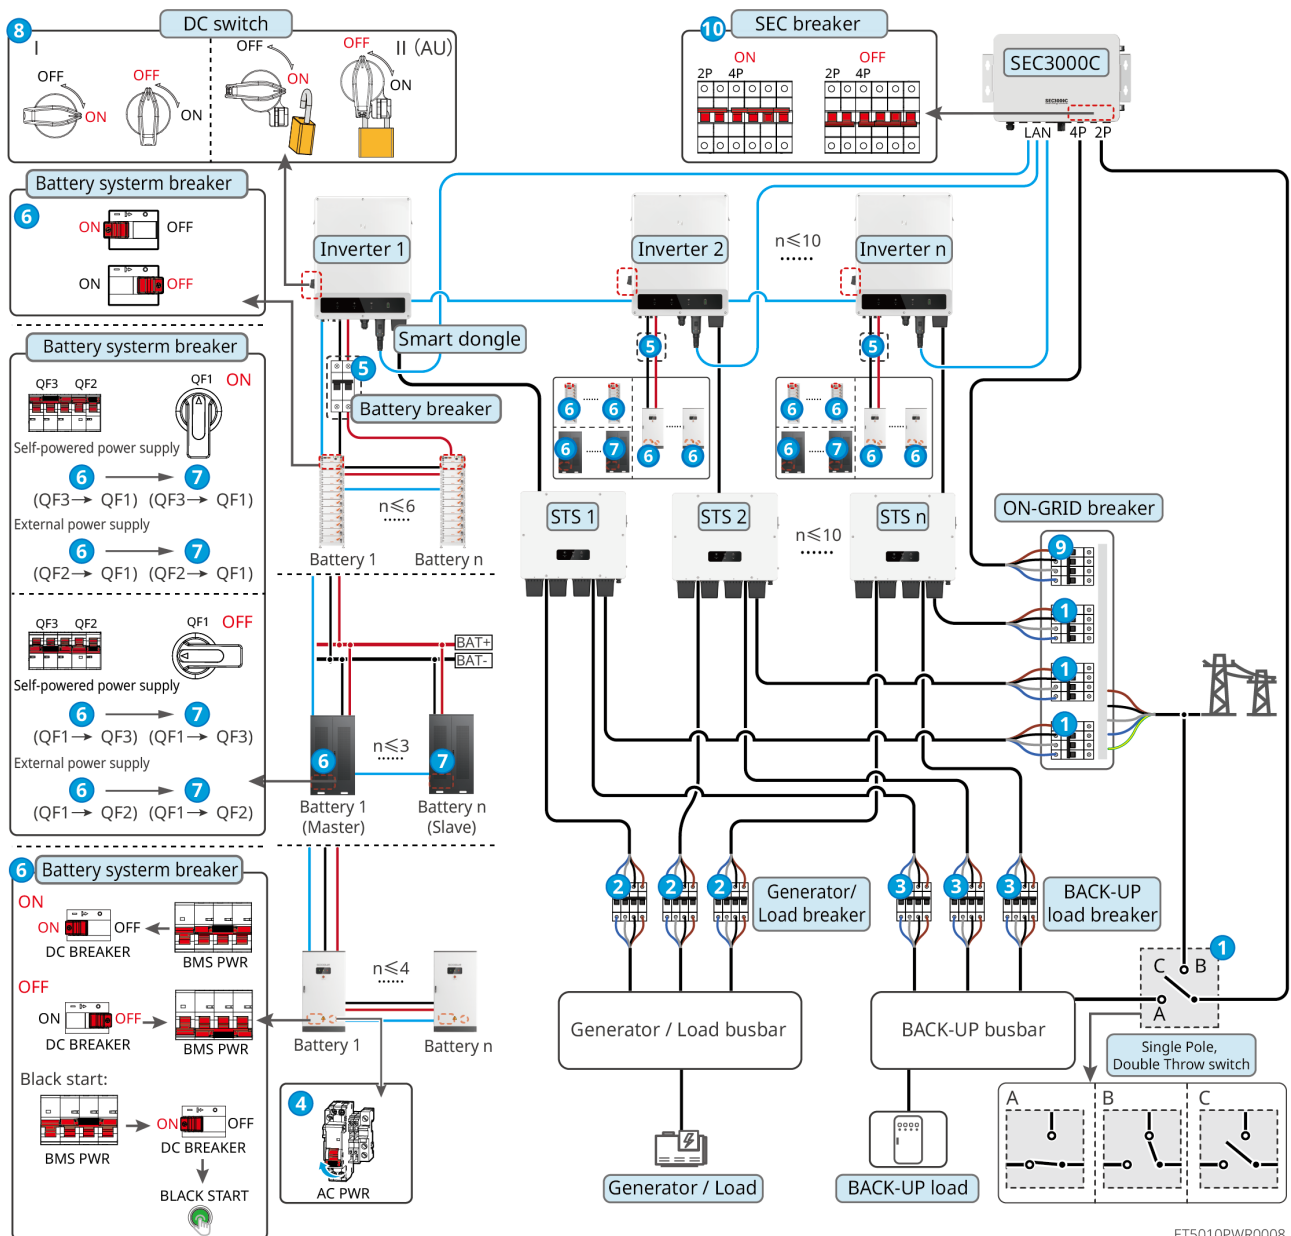 8
DC switch
I
OFF
ON
OFF
ON
OFF
ON
II (AU)
OFF
ON
10
SEC breaker
ON
2P 4P
OFF
2P 4P
SEC3000C
SEC3000C
LAN 4P 2P
Battery systerm breaker
6
ON OFF
ON OFF
Inverter 1
Inverter 2
n≤10
......
Inverter n
Smart dongle
5
Battery breaker
5
5
6 6
6 7 6 6
6 6
6 7 6 6
Battery systerm breaker
QF3 QF2
QF1 ON
Self-powered power supply
6 7
(QF3→ QF1) (QF3→ QF1)
External power supply
6 7
(QF2→ QF1) (QF2→ QF1)
QF3 QF2
QF1 OFF
Self-powered power supply
6 7
(QF1→ QF3) (QF1→ QF3)
External power supply
6 7
(QF1→ QF2) (QF1→ QF2)
n≤6
......
Battery 1
Battery n
STS 1
STS 2
n≤10
......
STS n
ON-GRID breaker
9
1
1
1
BAT+
BAT-
6
n≤3
......
7
Battery 1
(Master)
Battery n
(Slave)
6
Battery systerm breaker
ON
ON OFF
DC BREAKER
BMS PWR
OFF
ON OFF
DC BREAKER
BMS PWR
Black start:
BMS PWR
ON OFF
DC BREAKER
BLACK START
n≤4
......
Battery 1
Battery n
4
AC PWR
2
2
2
Generator/
Load breaker
3
3
3
BACK-UP
load breaker
Generator / Load busbar
BACK-UP busbar
1
C B
A
Single Pole,
Double Throw switch
A
B
C
Generator / Load
BACK-UP load
ET5010PWR0008